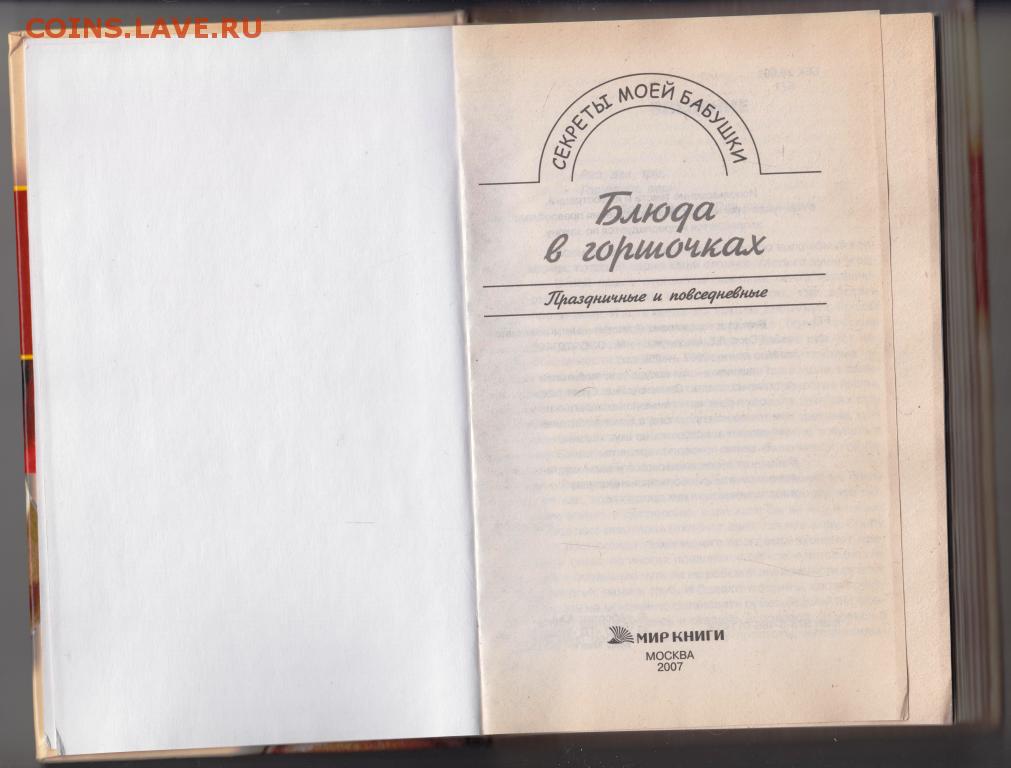 COINS.LAVE.RU
СЕКРЕТЫ МОЕЙ БАБУШКИ
Блюда
в горшочках
Праздничные и повседневные
МИР КНИГИ
МОСКВА
2007